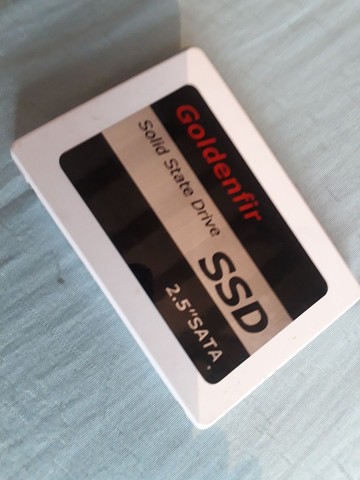 Goldenfir
Solid State Drive
SSD
2.5"SATA